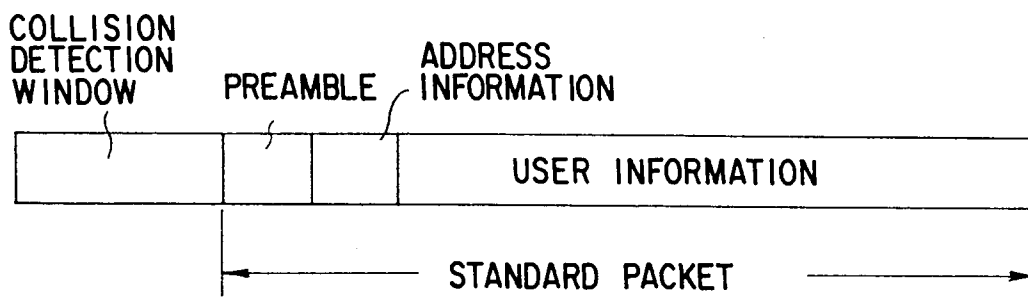 COLLISION
DETECTION
WINDOW
PREAMBLE
ADDRESS
INFORMATION
USER INFORMATION
STANDARD PACKET